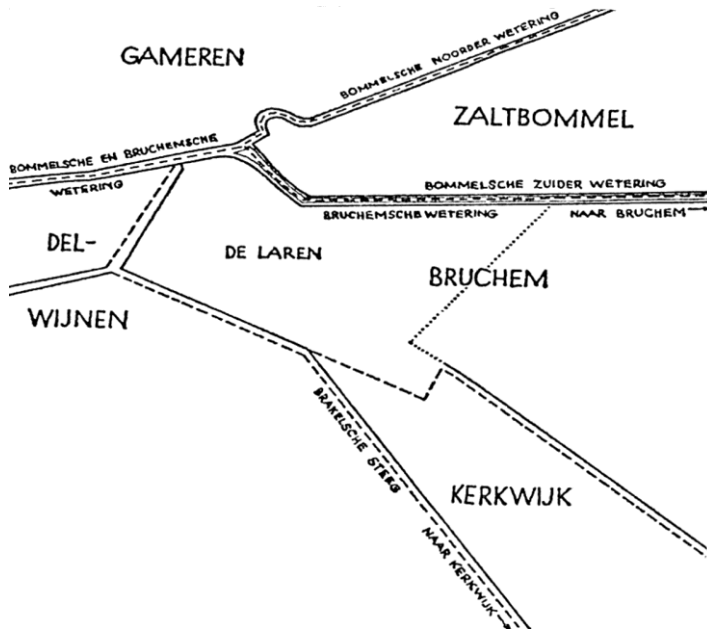 GAMEREN
BOMMELSCHE NOORDER WETERING
ZALTBOMMEL
BOMMELSCHE EN BRUCHEMSCHE
WETERING
BOMMELSCHE ZUIDER WETERING
BRUCHEMSCHE WETERING
NAAR BRUCHEM
DEL-
DE LAREN
BRUCHEM
WIJNEN
BRAKELSCHE STEEG
KERKWIJK
NAAR KERKWIJK